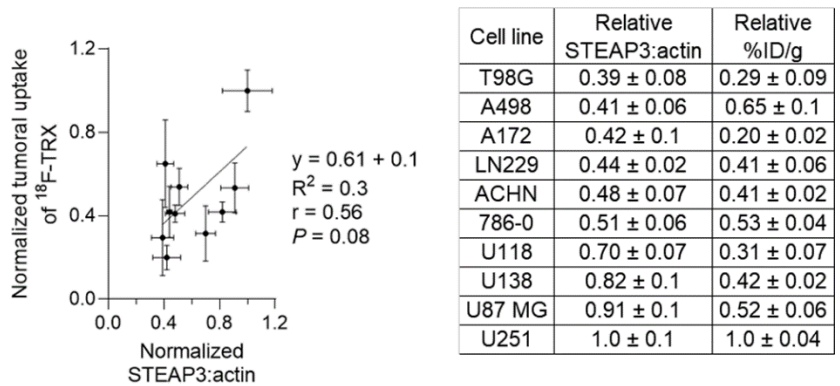 Normalized tumoral uptake
of ¹⁸F-TRX
1.2
0.8
0.4
0.0
0.0 0.4 0.8 1.2
Normalized
STEAP3:actin
y = 0.61 + 0.1
R² = 0.3
r = 0.56
P = 0.08
Cell line Relative STEAP3:actin Relative %ID/g
T98G 0.39 ± 0.08 0.29 ± 0.09
A498 0.41 ± 0.06 0.65 ± 0.1
A172 0.42 ± 0.1 0.20 ± 0.02
LN229 0.44 ± 0.02 0.41 ± 0.06
ACHN 0.48 ± 0.07 0.41 ± 0.02
786-0 0.51 ± 0.06 0.53 ± 0.04
U118 0.70 ± 0.07 0.31 ± 0.07
U138 0.82 ± 0.1 0.42 ± 0.02
U87 MG 0.91 ± 0.1 0.52 ± 0.06
U251 1.0 ± 0.1 1.0 ± 0.04